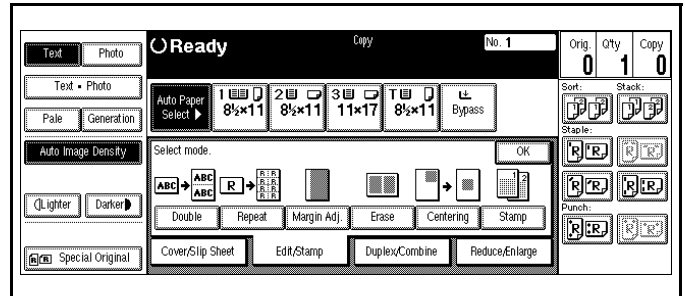 Text Photo
Text • Photo
Pale Generation
Auto Image Density
Lighter Darker
Special Original
Ready Copy No. 1
Auto Paper Select
1 8½×11
2 8½×11
3 11×17
T 8½×11
Bypass
Select mode. OK
ABC ABC ABC R R R R R R R R R 1 2
Double Repeat Margin Adj. Erase Centering Stamp
Cover/Slip Sheet Edit/Stamp Duplex/Combine Reduce/Enlarge
Orig. Q'ty Copy
0 1 0
Sort: Stack:
Staple:
Punch: